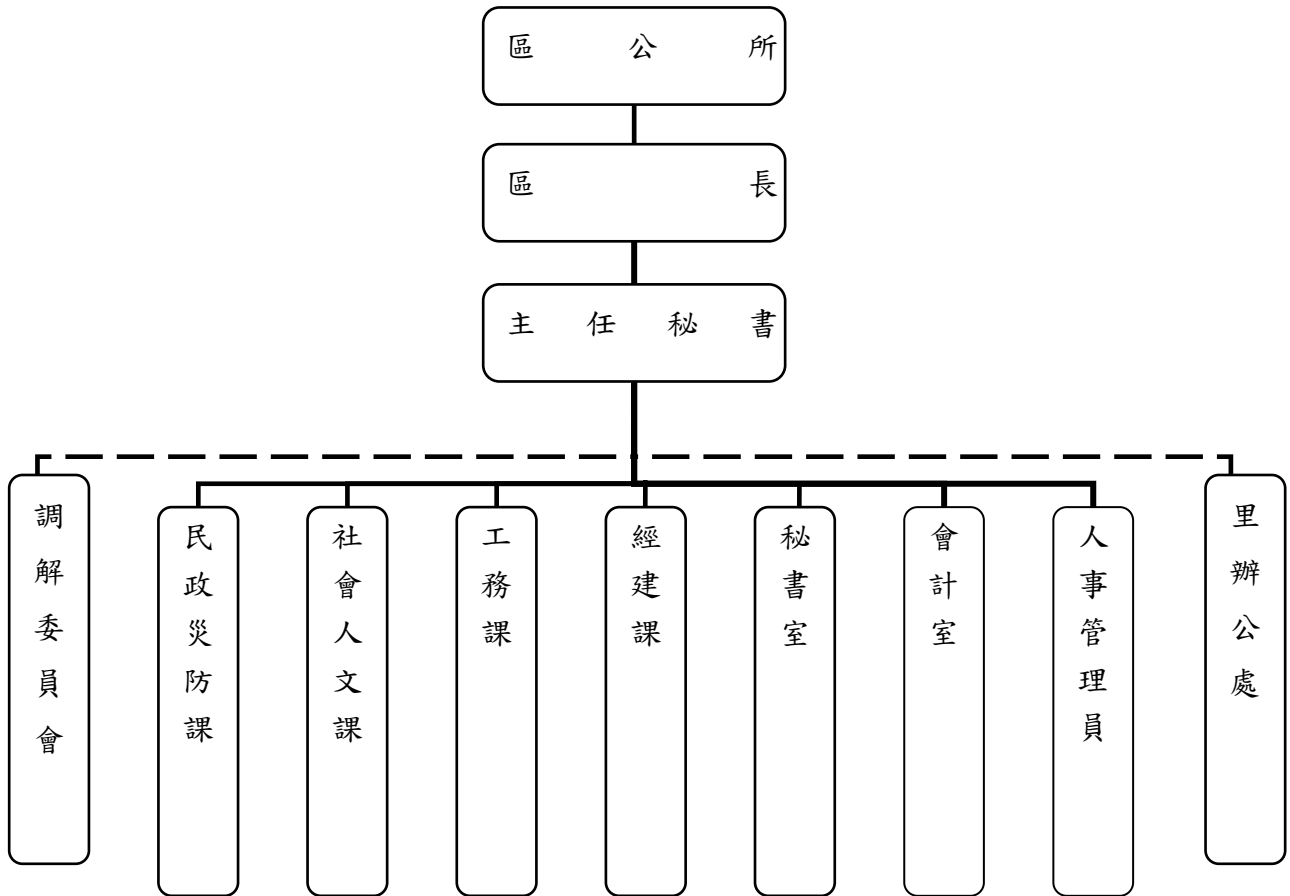 區公所
區長
主任秘書
調解委員會
民政災防課
社會人文課
工務課
經建課
秘書室
會計室
人事管理員
里辦公處